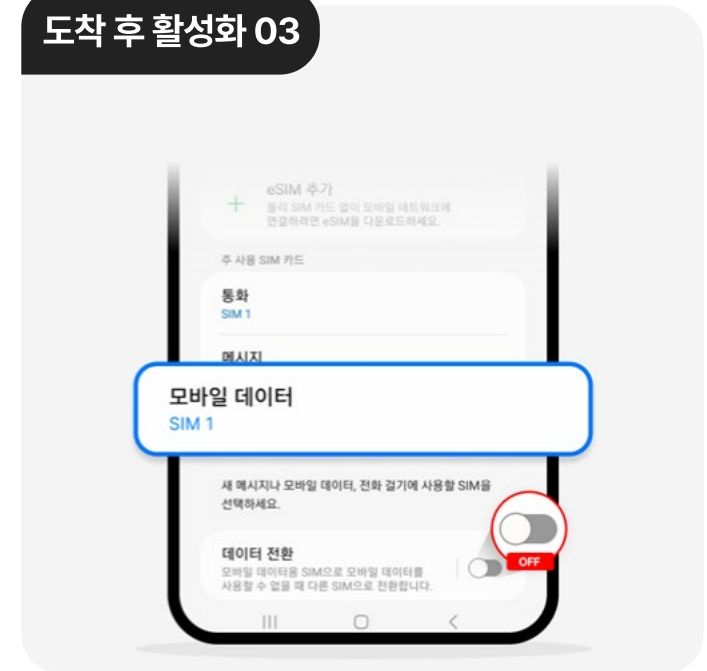 도착 후 활성화 03
eSIM 추가
물리 SIM 카드 없이 모바일 네트워크에
연결하려면 eSIM을 다운로드하세요.
주 사용 SIM 카드
통화
SIM 1
메시지
모바일 데이터
SIM 1
새 메시지나 모바일 데이터, 전화 걸기에 사용할 SIM을
선택하세요.
데이터 전환
모바일 데이터용 SIM으로 모바일 데이터를
사용할 수 없을 때 다른 SIM으로 전환합니다.
OFF